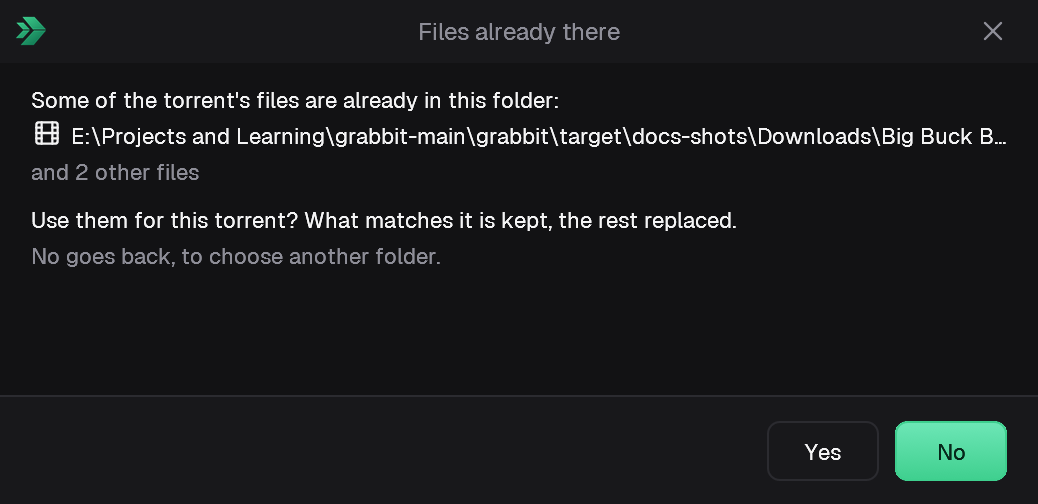 Files already there
Some of the torrent's files are already in this folder:
E:\Projects and Learning\grabbit-main\grabbit\target\docs-shots\Downloads\Big Buck B...
and 2 other files
Use them for this torrent? What matches it is kept, the rest replaced.
No goes back, to choose another folder.
Yes No